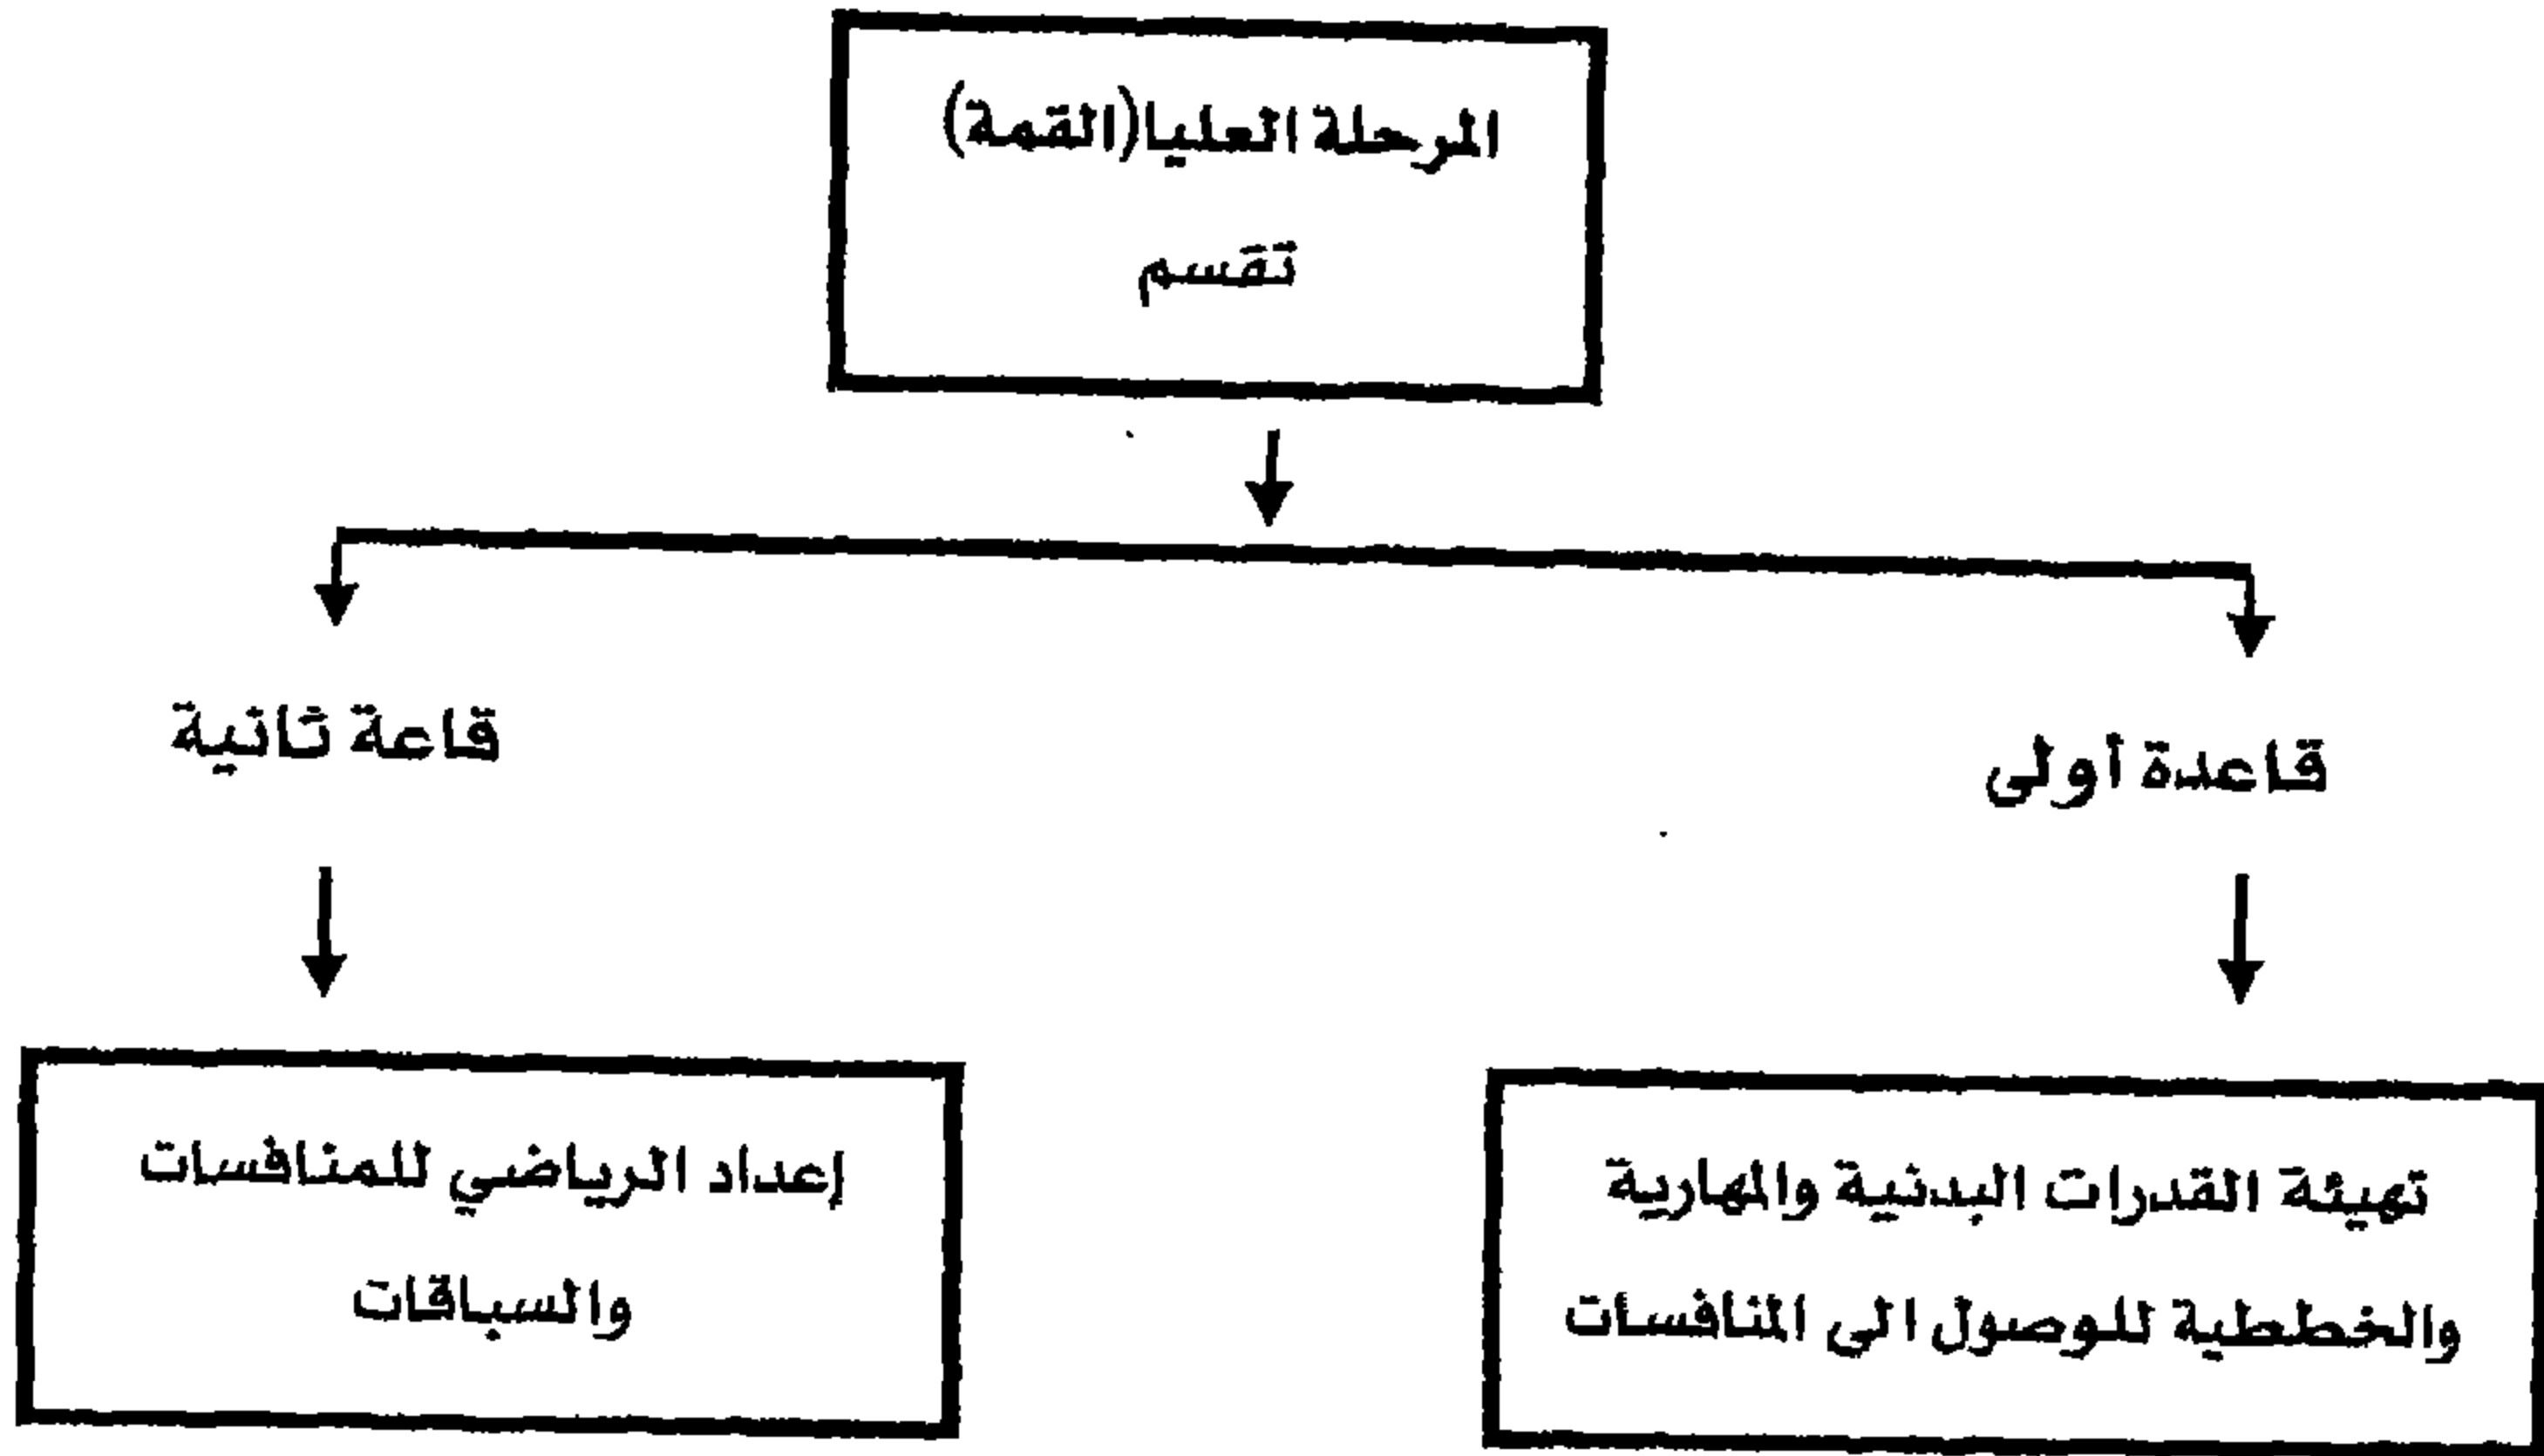 المرحلة العليا(القمة)
تقسم
قاعدة أولى
قاعة ثانية
تهيئة القدرات البدنية والمهارية
والخططية للوصول الى المنافسات
إعداد الرياضي للمنافسات
والسباقات